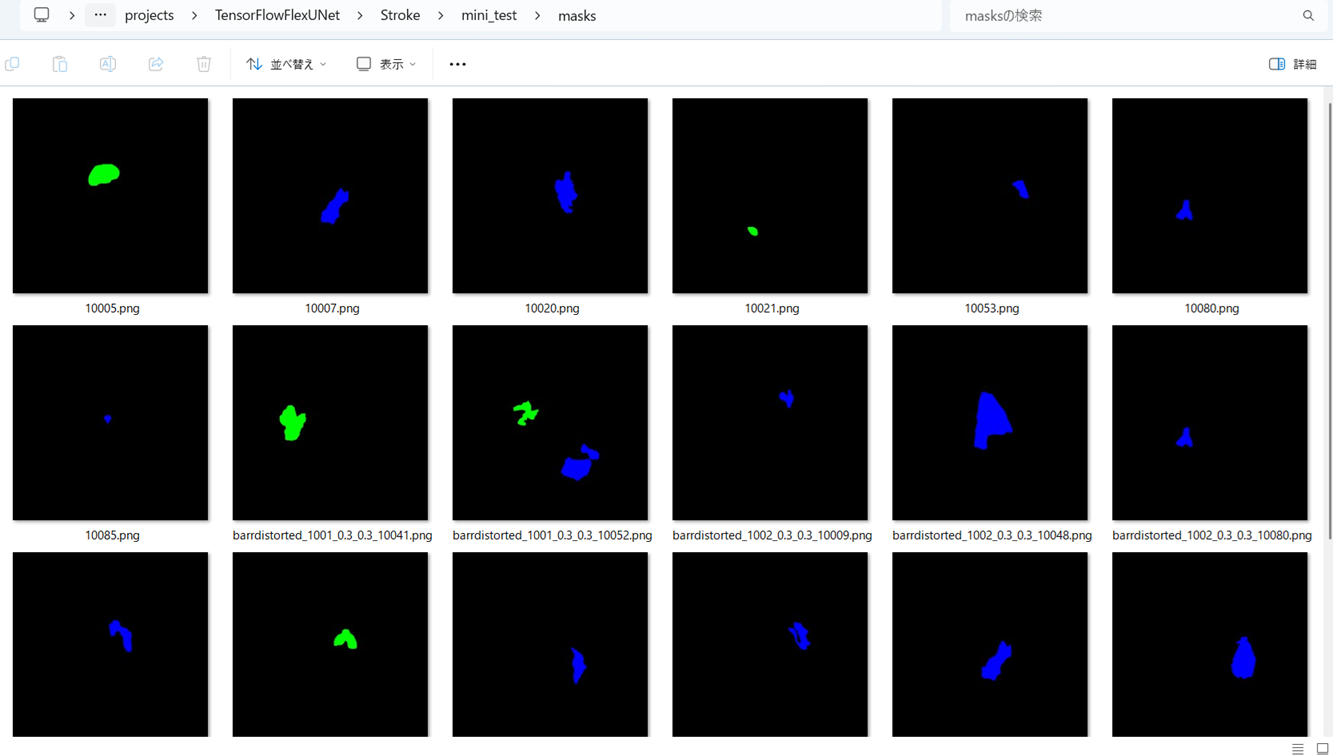 … projects TensorFlowFlexUNet Stroke mini_test masks masksの検索
並べ替え 表示 … 詳細
10005.png 10007.png 10020.png 10021.png 10053.png 10080.png
10085.png barrdistorted_1001_0.3_0.3_10041.png barrdistorted_1001_0.3_0.3_10052.png barrdistorted_1002_0.3_0.3_10009.png barrdistorted_1002_0.3_0.3_10048.png barrdistorted_1002_0.3_0.3_10080.png